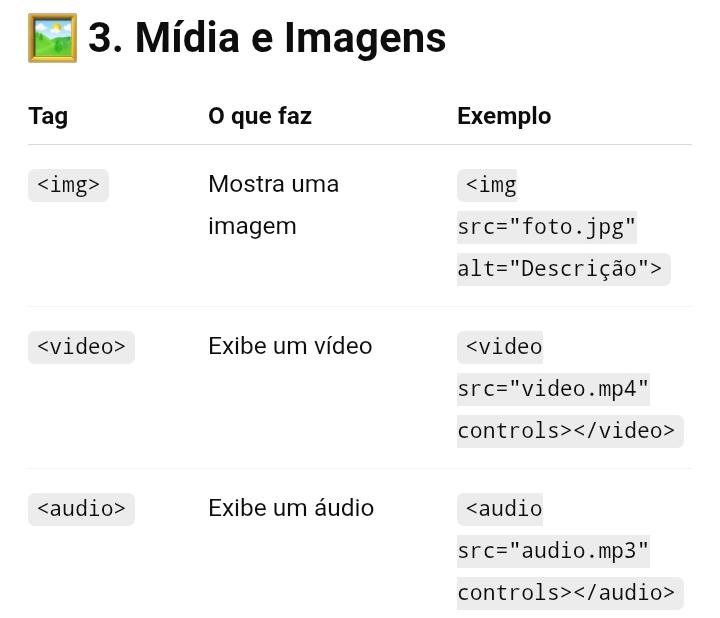 3. Mídia e Imagens
Tag O que faz Exemplo
<img> Mostra uma <img
imagem src="foto.jpg"
alt="Descrição">
<video> Exibe um vídeo <video
src="video.mp4"
controls></video>
<audio> Exibe um áudio <audio
src="audio.mp3"
controls></audio>